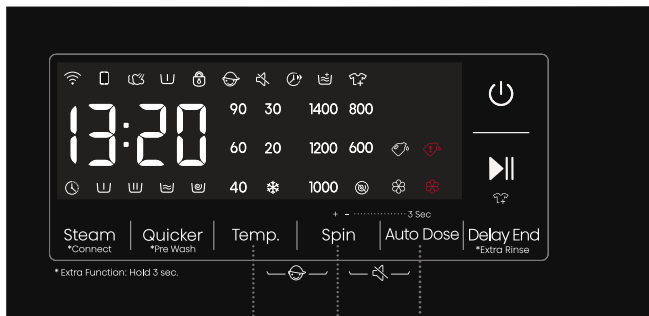 13:20
90 30 1400 800
60 20 1200 600
40 1000
+ - 3 Sec
Steam Quicker Temp. Spin Auto Dose Delay End
*Connect *Pre Wash *Extra Rinse
* Extra Function: Hold 3 sec.